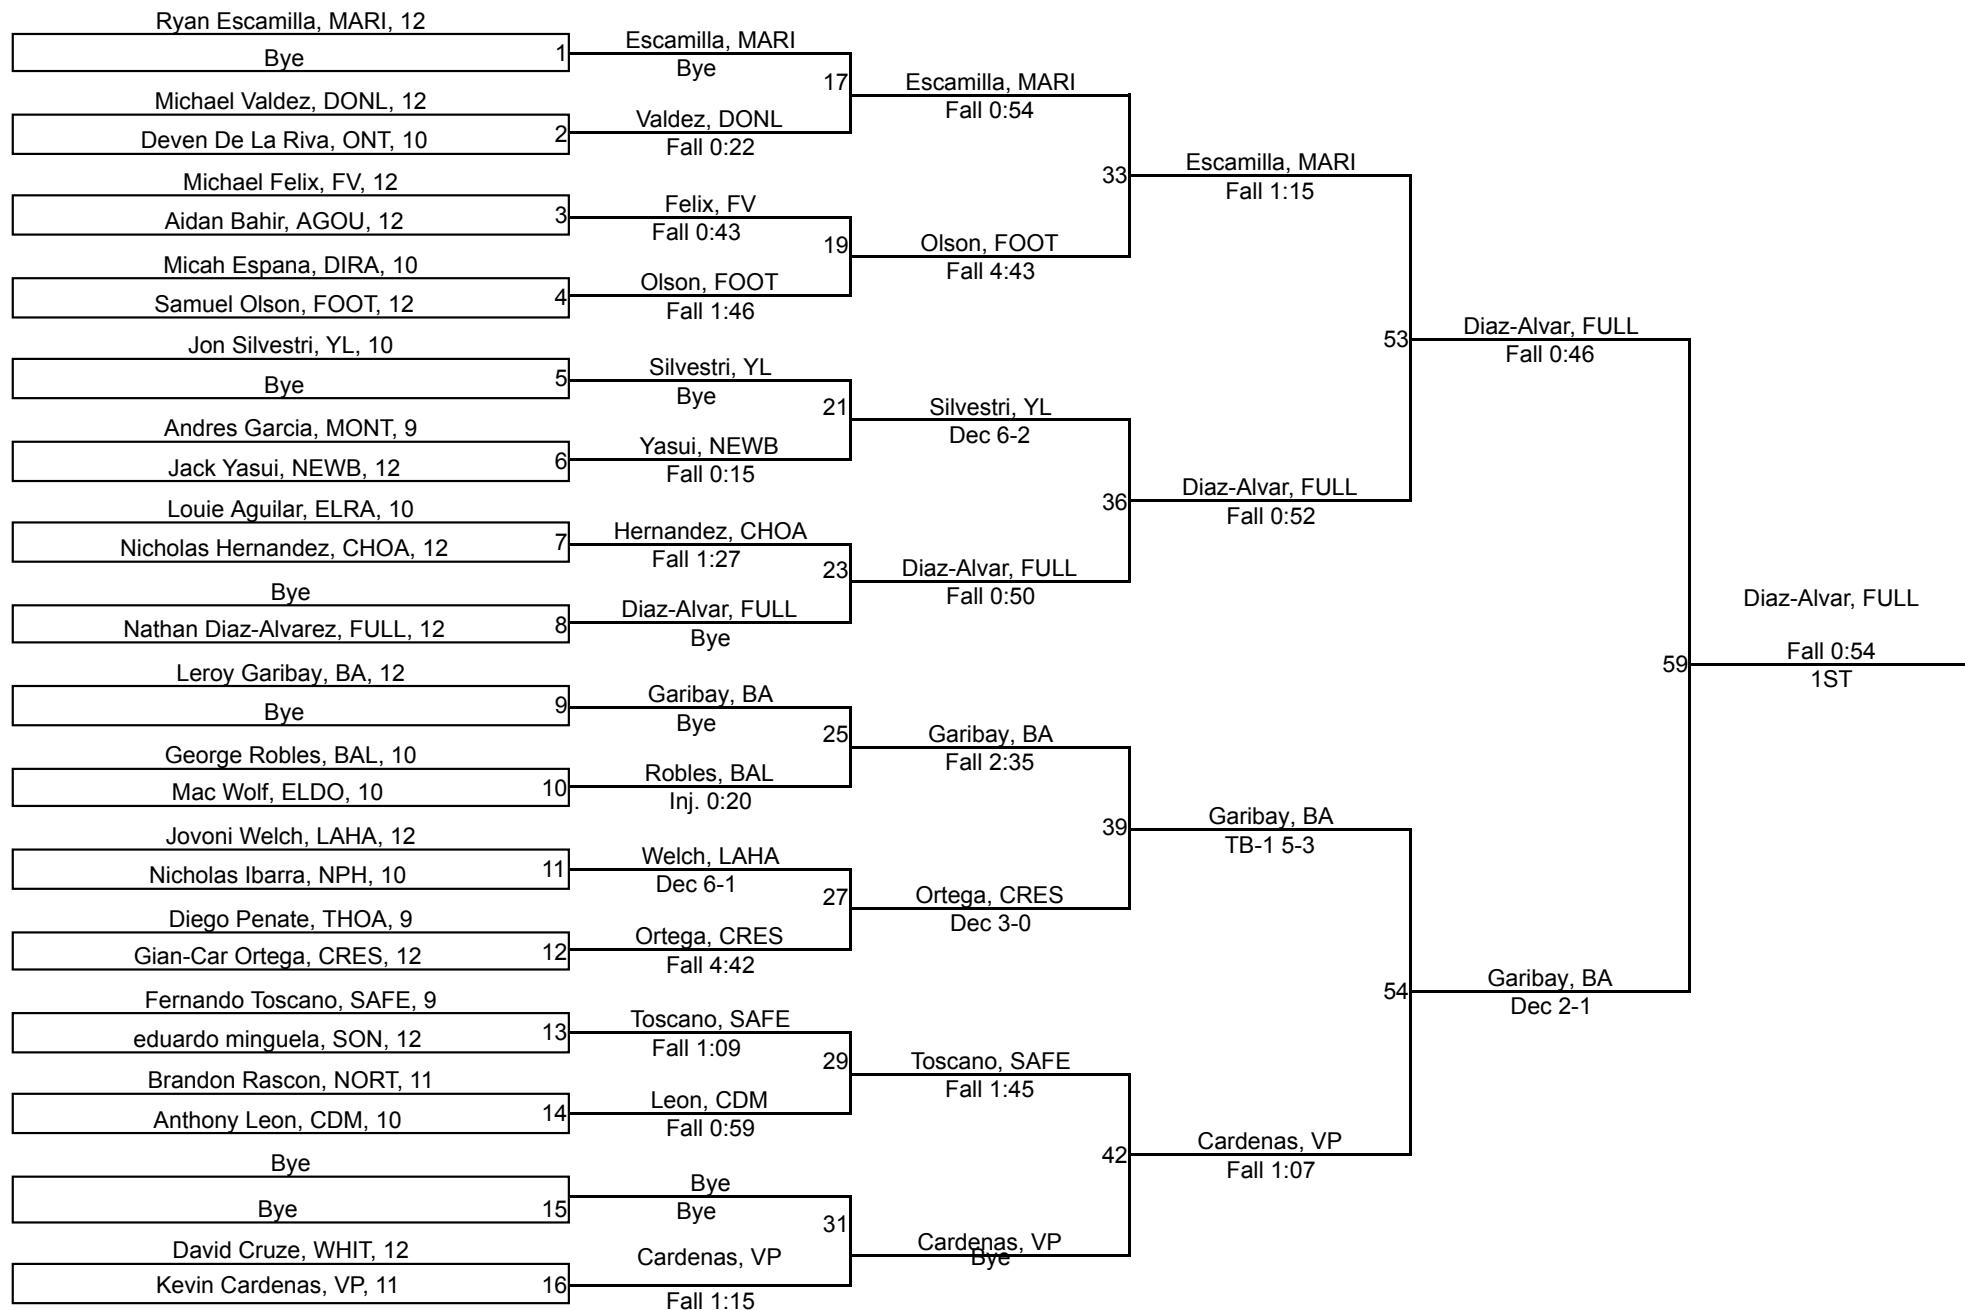 Ryan Escamilla, MARI, 12
Bye
1
Michael Valdez, DONL, 12
Deven De La Riva, ONT, 10
2
Michael Felix, FV, 12
Aidan Bahir, AGOU, 12
3
Micah Espana, DIRA, 10
Samuel Olson, FOOT, 12
4
Jon Silvestri, YL, 10
Bye
5
Andres Garcia, MONT, 9
Jack Yasui, NEWB, 12
6
Louie Aguilar, ELRA, 10
Nicholas Hernandez, CHOA, 12
7
Bye
Nathan Diaz-Alvarez, FULL, 12
8
Leroy Garibay, BA, 12
Bye
9
George Robles, BAL, 10
Mac Wolf, ELDO, 10
10
Jovoni Welch, LAHA, 12
Nicholas Ibarra, NPH, 10
11
Diego Penate, THOA, 9
Gian-Car Ortega, CRES, 12
12
Fernando Toscano, SAFE, 9
eduardo minguela, SON, 12
13
Brandon Rascon, NORT, 11
Anthony Leon, CDM, 10
14
Bye
Bye
15
David Cruze, WHIT, 12
Kevin Cardenas, VP, 11
16
Escamilla, MARI
Bye
17
Valdez, DONL
Fall 0:22
Felix, FV
Fall 0:43
19
Olson, FOOT
Fall 1:46
Silvestri, YL
Bye
21
Yasui, NEWB
Fall 0:15
Hernandez, CHOA
Fall 1:27
23
Diaz-Alvar, FULL
Bye
Garibay, BA
Bye
25
Robles, BAL
Inj. 0:20
Welch, LAHA
Dec 6-1
27
Ortega, CRES
Fall 4:42
Toscano, SAFE
Fall 1:09
29
Leon, CDM
Fall 0:59
Bye
Bye
31
Cardenas, VP
Fall 1:15
Escamilla, MARI
Fall 0:54
33
Olson, FOOT
Fall 4:43
Silvestri, YL
Dec 6-2
36
Diaz-Alvar, FULL
Fall 0:50
Garibay, BA
Fall 2:35
39
Ortega, CRES
Dec 3-0
Toscano, SAFE
Fall 1:45
42
Cardenas, VP
Bye
Escamilla, MARI
Fall 1:15
53
Diaz-Alvar, FULL
Fall 0:52
Garibay, BA
TB-1 5-3
54
Cardenas, VP
Fall 1:07
Diaz-Alvar, FULL
Fall 0:46
59
Garibay, BA
Dec 2-1
Diaz-Alvar, FULL
Fall 0:54
1ST